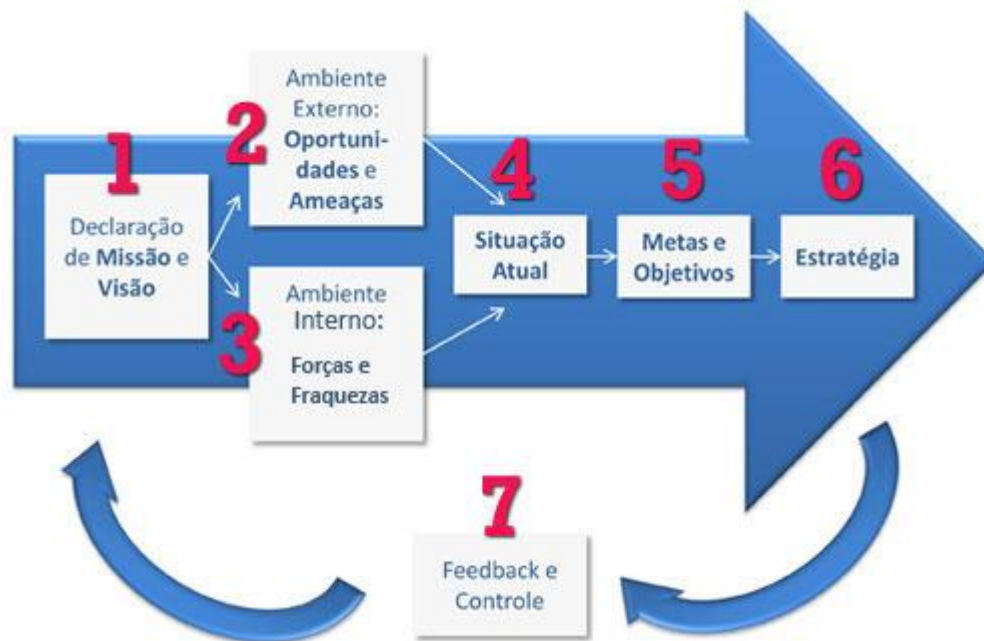 1
Declaração
de Missão e
Visão
2
Ambiente
Externo:
Oportuni-
dades e
Ameaças
3
Ambiente
Interno:
Forças e
Fraquezas
4
Situação
Atual
5
Metas e
Objetivos
6
Estratégia
7
Feedback e
Controle